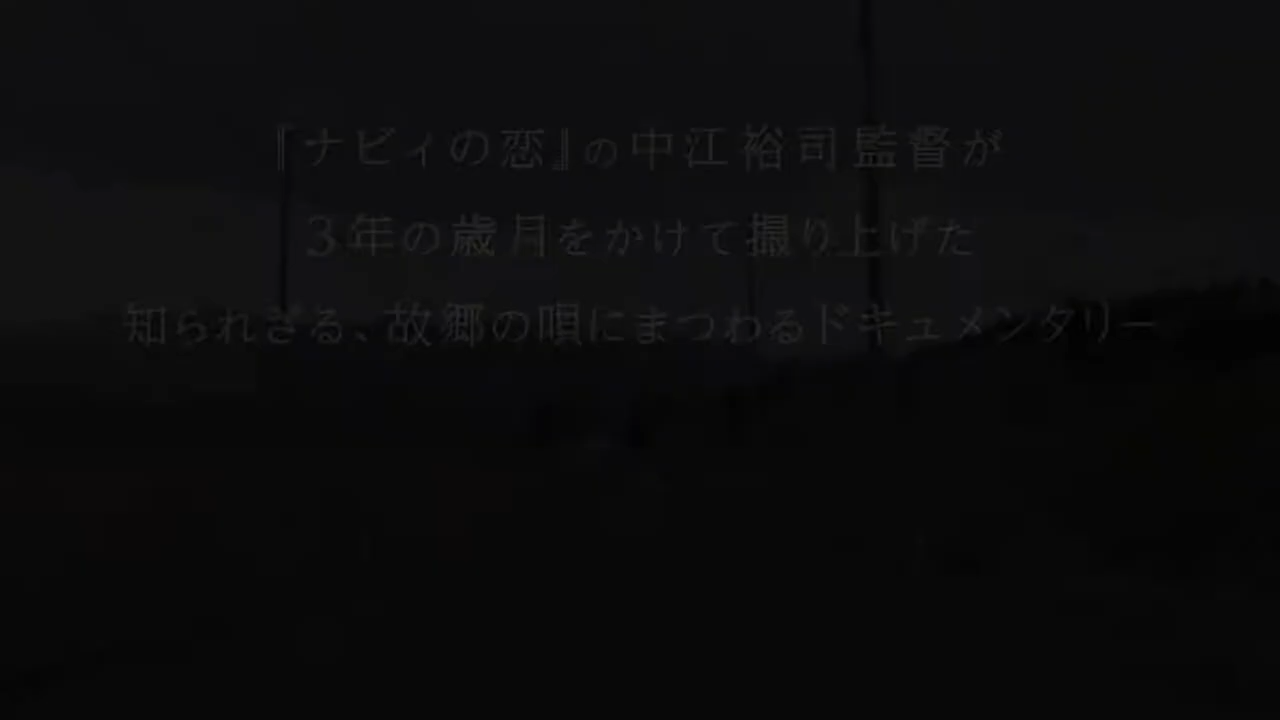 『ナビィの恋』の中江裕司監督が
３年の歳月をかけて撮り上げた
知られざる、故郷の唄にまつわるドキュメンタリー